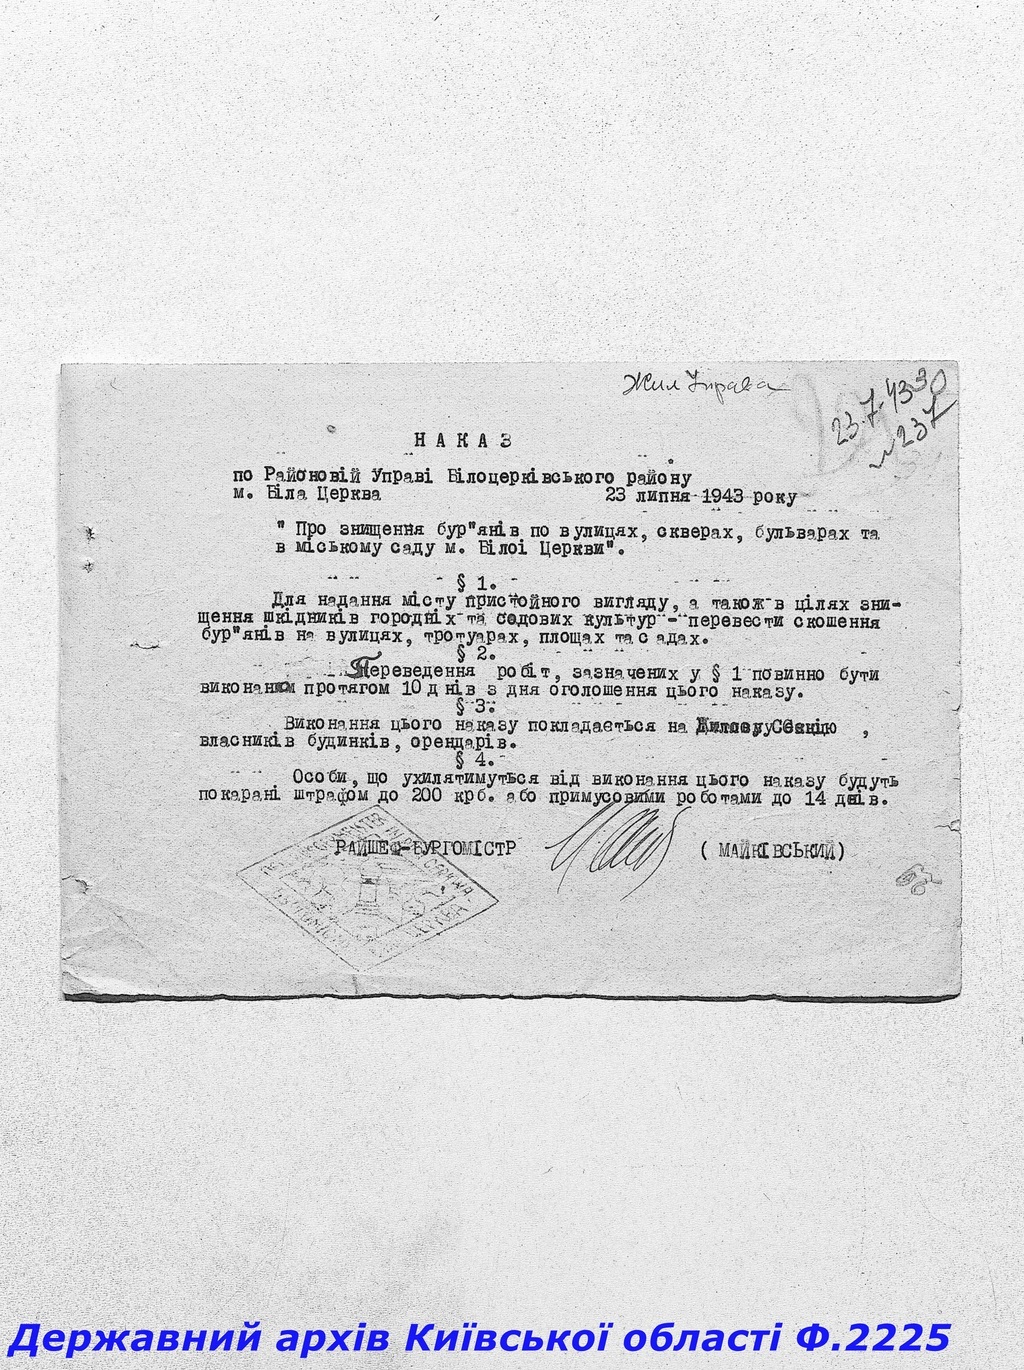 Жил Управа
23.7.43
№237
НАКАЗ
по Районовій Управі Білоцерківського району
м. Біла Церква 23 липня 1943 року
" Про знищення бур"янів по вулицях, скверах, бульварах та
в міському саду м. Білоі Церкви".
§ 1.
Для надання місту пристойного вигляду, а також в цілях зни-
щення шкідників городніх та садових культур - перевести скошення
бур"янів на вулицях, тротуарах, площах та садах.
§ 2.
Переведення робіт, зазначених у § 1 повинно бути
виконаном протягом 10 днів з дня оголошення цього наказу.
§ 3.
Виконання цього наказу покладається на ,
власників будинків, орендарів.
§ 4.
Особи, що ухилятимуться від виконання цього наказу будуть
покарані штрафом до 200 крб. або примусовими роботами до 14 днів.
РАЙШЕФ-БУРГОМІСТР ( МАЙКІВСЬКИЙ)
Державний архів Київської області Ф.2225